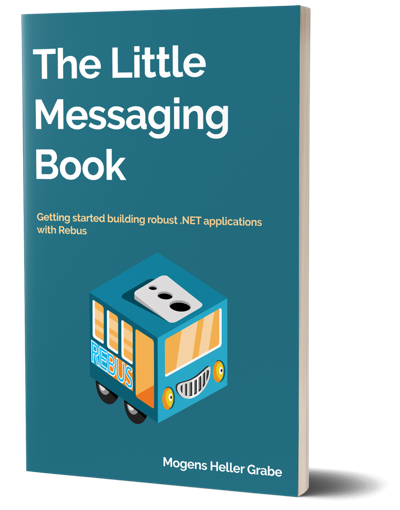 The Little
Messaging
Book
Getting started building robust .NET applications
with Rebus
REBUS
Mogens Heller Grabe